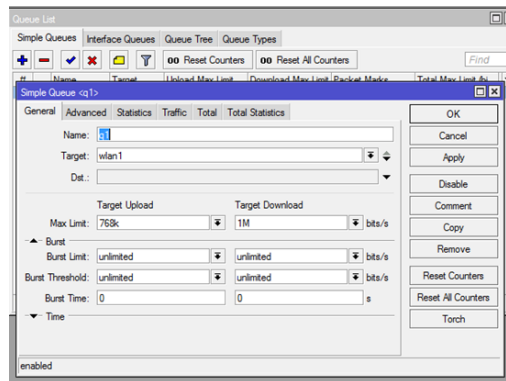 Queue List
Simple Queues Interface Queues Queue Tree Queue Types
00 Reset Counters 00 Reset All Counters Find
# Name Target Upload Max Limit Download Max Limit Packet Marks Total Max Limit (bi...
Simple Queue <q1>
General Advanced Statistics Traffic Total Total Statistics
OK
Name: q1
Cancel
Target: wlan1
Apply
Dst.:
Disable
Target Upload Target Download
Comment
Max Limit: 768k 1M bits/s
Copy
Burst
Remove
Burst Limit: unlimited unlimited bits/s
Burst Threshold: unlimited unlimited bits/s
Reset Counters
Burst Time: 0 0 s
Reset All Counters
Time
Torch
enabled